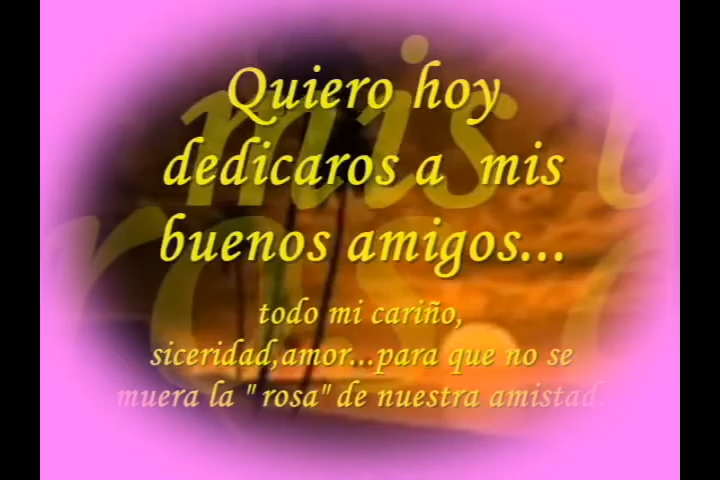 Quiero hoy
dedicaros a mis
buenos amigos...
todo mi cariño,
siceridad,amor...para que no se
muera la " rosa" de nuestra amistad.